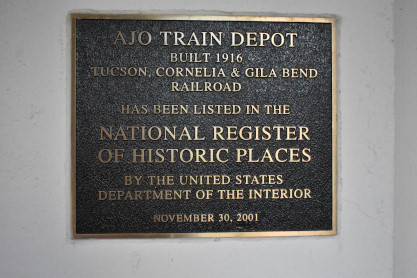 AJO TRAIN DEPOT
BUILT 1916
TUCSON, CORNELIA & GILA BEND
RAILROAD
HAS BEEN LISTED IN THE
NATIONAL REGISTER
OF HISTORIC PLACES
BY THE UNITED STATES
DEPARTMENT OF THE INTERIOR
NOVEMBER 30, 2001